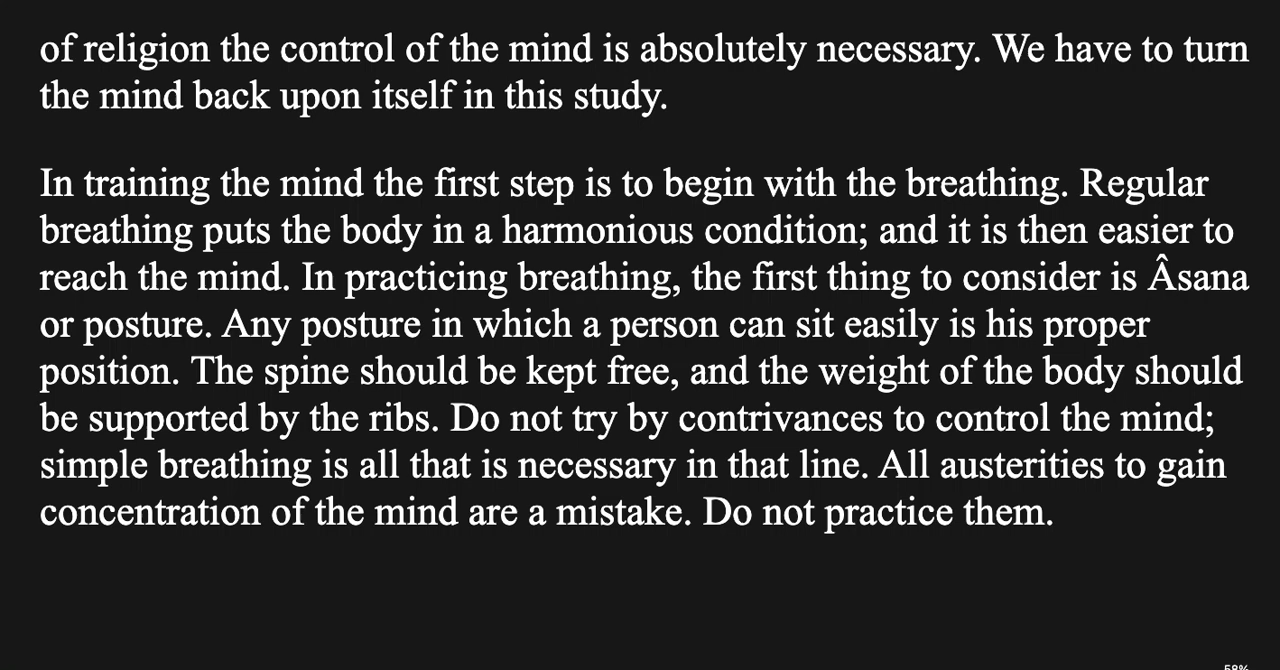 of religion the control of the mind is absolutely necessary. We have to turn
the mind back upon itself in this study.
In training the mind the first step is to begin with the breathing. Regular
breathing puts the body in a harmonious condition; and it is then easier to
reach the mind. In practicing breathing, the first thing to consider is Âsana
or posture. Any posture in which a person can sit easily is his proper
position. The spine should be kept free, and the weight of the body should
be supported by the ribs. Do not try by contrivances to control the mind;
simple breathing is all that is necessary in that line. All austerities to gain
concentration of the mind are a mistake. Do not practice them.
58%